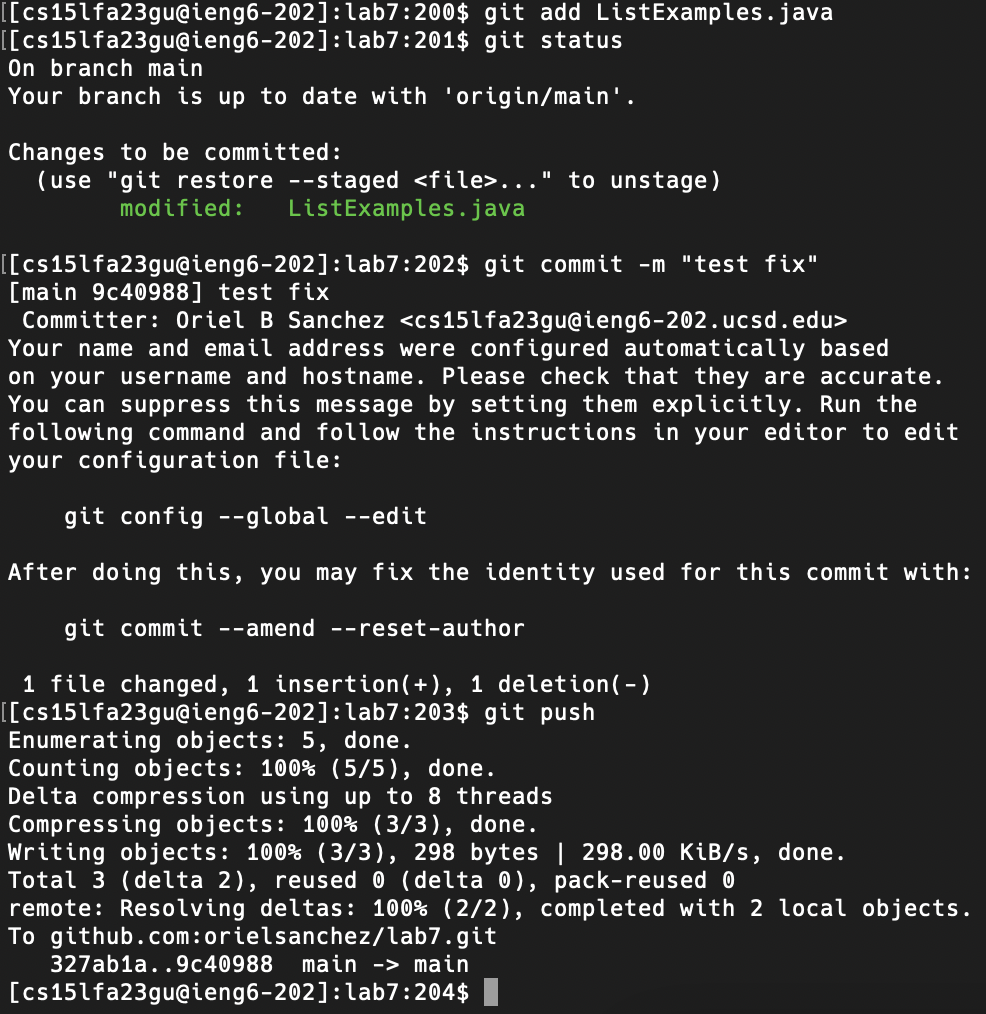 [[cs15lfa23gu@ieng6-202]:lab7:200$ git add ListExamples.java
[[cs15lfa23gu@ieng6-202]:lab7:201$ git status
On branch main
Your branch is up to date with 'origin/main'.
Changes to be committed:
  (use "git restore --staged <file>..." to unstage)
        modified:   ListExamples.java
[[cs15lfa23gu@ieng6-202]:lab7:202$ git commit -m "test fix"
[main 9c40988] test fix
 Committer: Oriel B Sanchez <cs15lfa23gu@ieng6-202.ucsd.edu>
Your name and email address were configured automatically based
on your username and hostname. Please check that they are accurate.
You can suppress this message by setting them explicitly. Run the
following command and follow the instructions in your editor to edit
your configuration file:
    git config --global --edit
After doing this, you may fix the identity used for this commit with:
    git commit --amend --reset-author
 1 file changed, 1 insertion(+), 1 deletion(-)
[[cs15lfa23gu@ieng6-202]:lab7:203$ git push
Enumerating objects: 5, done.
Counting objects: 100% (5/5), done.
Delta compression using up to 8 threads
Compressing objects: 100% (3/3), done.
Writing objects: 100% (3/3), 298 bytes | 298.00 KiB/s, done.
Total 3 (delta 2), reused 0 (delta 0), pack-reused 0
remote: Resolving deltas: 100% (2/2), completed with 2 local objects.
To github.com:orielsanchez/lab7.git
   327ab1a..9c40988  main -> main
[cs15lfa23gu@ieng6-202]:lab7:204$